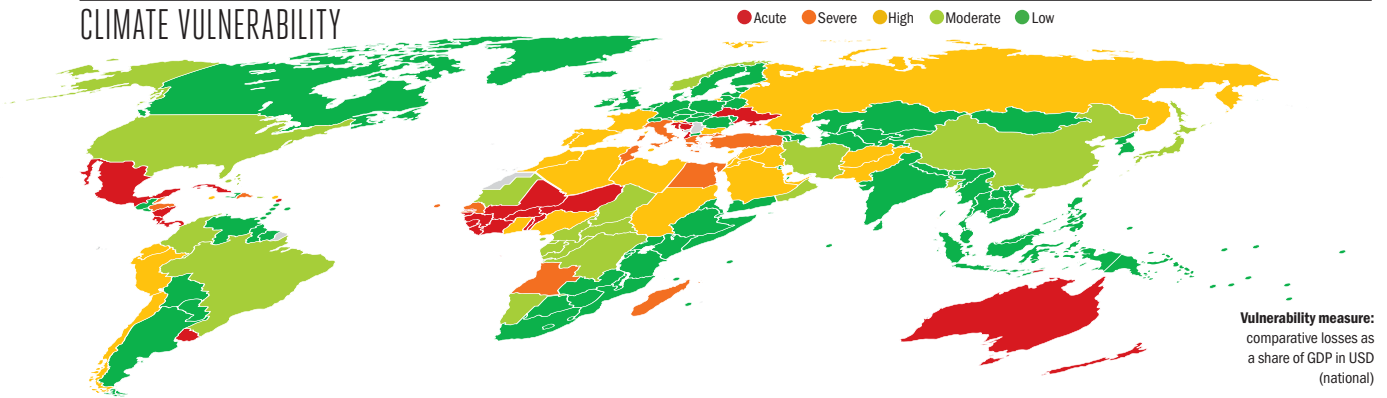 CLIMATE VULNERABILITY
Acute Severe High Moderate Low
Vulnerability measure:
comparative losses as
a share of GDP in USD
(national)